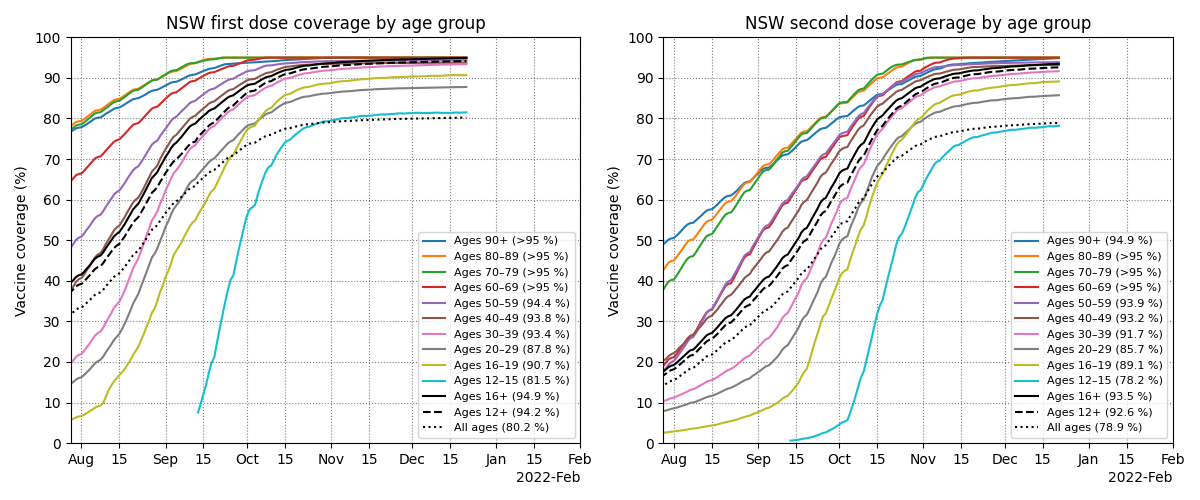 NSW first dose coverage by age group
Vaccine coverage (%)
100
90
80
70
60
50
40
30
20
10
0
Ages 90+ (>95 %)
Ages 80–89 (>95 %)
Ages 70–79 (>95 %)
Ages 60–69 (>95 %)
Ages 50–59 (94.4 %)
Ages 40–49 (93.8 %)
Ages 30–39 (93.4 %)
Ages 20–29 (87.8 %)
Ages 16–19 (90.7 %)
Ages 12–15 (81.5 %)
Ages 16+ (94.9 %)
Ages 12+ (94.2 %)
All ages (80.2 %)
Aug 15 Sep 15 Oct 15 Nov 15 Dec 15 Jan 15 Feb
2022-Feb
NSW second dose coverage by age group
Vaccine coverage (%)
100
90
80
70
60
50
40
30
20
10
0
Ages 90+ (94.9 %)
Ages 80–89 (>95 %)
Ages 70–79 (>95 %)
Ages 60–69 (>95 %)
Ages 50–59 (93.9 %)
Ages 40–49 (93.2 %)
Ages 30–39 (91.7 %)
Ages 20–29 (85.7 %)
Ages 16–19 (89.1 %)
Ages 12–15 (78.2 %)
Ages 16+ (93.5 %)
Ages 12+ (92.6 %)
All ages (78.9 %)
Aug 15 Sep 15 Oct 15 Nov 15 Dec 15 Jan 15 Feb
2022-Feb